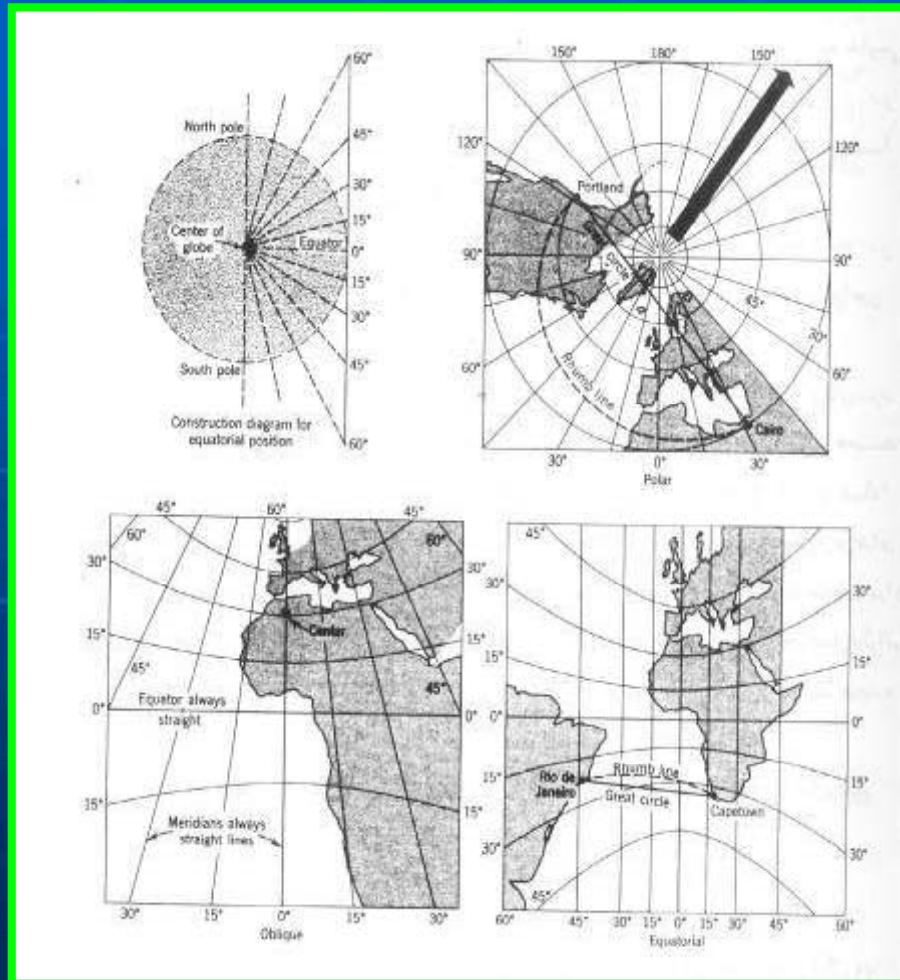 60°
North pole
45°
30°
15°
Center of
globe
Equator
0°
15°
30°
South pole
45°
Construction diagram for
equatorial position
60°
150° 180° 150°
120° 120°
Portland
90° 90°
Circle
45°
30°
Rhumb line
60° 60°
Cairo
30° 0° 30°
Polar
45° 60° 45°
60° 60°
30° 30°
Center
15° 15°
45° 45°
Equator always
straight
0° 0°
15° 15°
Meridians always
straight lines
30° 15° 0° 15° 30°
Oblique
45° 45°
30° 30°
15° 15°
0° 0°
Rhumb line
Rio de
Janeiro
15° 15°
Great circle
Capetown
30° 30°
45°
60° 45° 30° 15° 0° 15° 30° 45° 60°
Equatorial